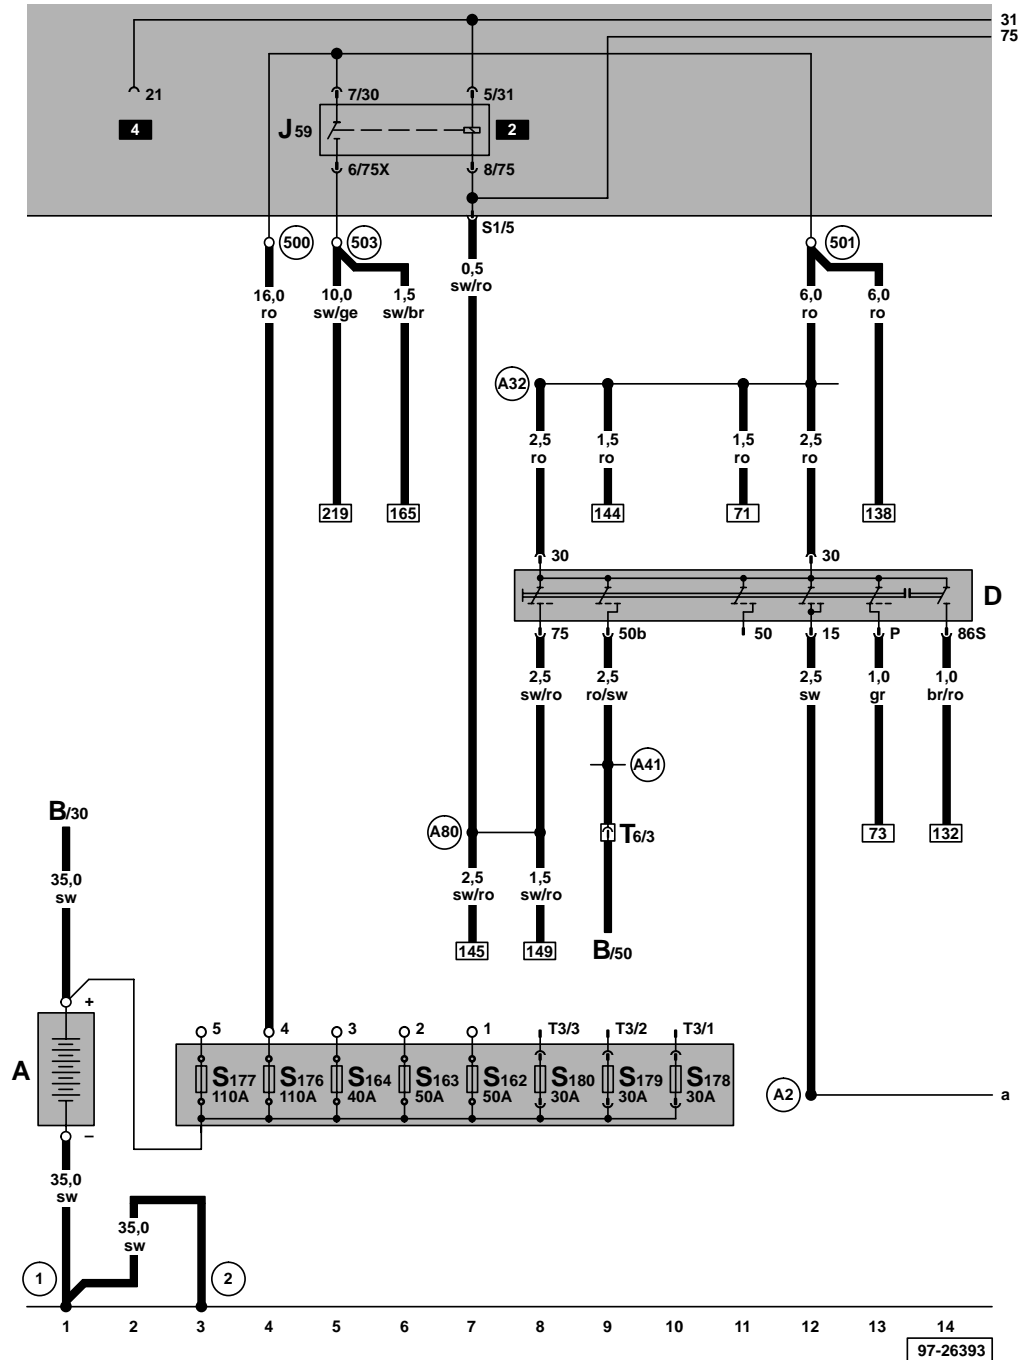 31
75
21
7/30
5/31
4
J 59
2
6/75X
8/75
S1/5
500
503
501
16,0
ro
10,0
sw/ge
1,5
sw/br
0,5
sw/ro
6,0
ro
6,0
ro
A32
2,5
ro
1,5
ro
1,5
ro
2,5
ro
219
165
144
71
138
30
30
D
75
50b
50
15
P
86S
2,5
sw/ro
2,5
ro/sw
2,5
sw
1,0
gr
1,0
br/ro
A41
B/30
A80
T6/3
73
132
35,0
sw
2,5
sw/ro
1,5
sw/ro
145
149
B/50
+
5
4
3
2
1
T3/3
T3/2
T3/1
A
S177
110A
S176
110A
S164
40A
S163
50A
S162
50A
S180
30A
S179
30A
S178
30A
A2
a
–
35,0
sw
35,0
sw
1
2
1 2 3 4 5 6 7 8 9 10 11 12 13 14
97-26393